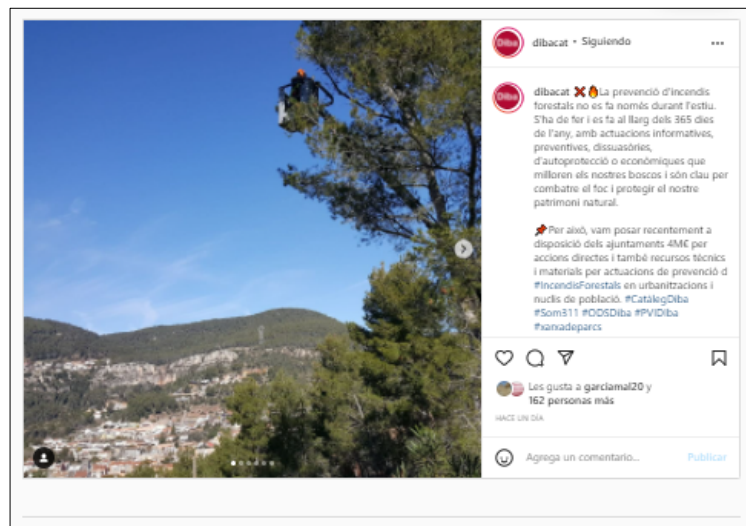 Diba
dibacat • Siguiendo
•••
Diba
dibacat ❌🔥La prevenció d'incendis
forestals no es fa només durant l'estiu.
S'ha de fer i es fa al llarg dels 365 dies
de l'any, amb actuacions informatives,
preventives, dissuasòries,
d'autoprotecció o econòmiques que
milloren els nostres boscos i són clau per
combatre el foc i protegir el nostre
patrimoni natural.
📌Per això, vam posar recentment a
disposició dels ajuntaments 4M€ per
accions directes i també recursos tècnics
i materials per actuacions de prevenció d
#IncendisForestals en urbanitzacions i
nuclis de població. #CatàlegDiba
#Som311 #ODSDiba #PVIDiba
#xarxadeparcs
Les gusta a garciamal20 y
162 personas más
HACE UN DÍA
Agrega un comentario...
Publicar